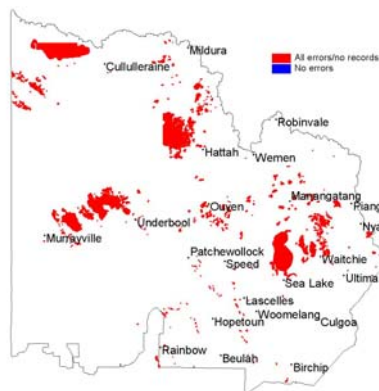 Mildura
All errors/no records
No errors
Cullulleraine
Robinvale
Hattah
Wemen
Manangatang
Piang
Ouyen
Underbool
Nya
Murrayville
Patchewollock
Waitchie
Speed
Ultima
Sea Lake
Lascelles
Woomelang
Hopetoun
Culgoa
Rainbow
Beulah
Birchip